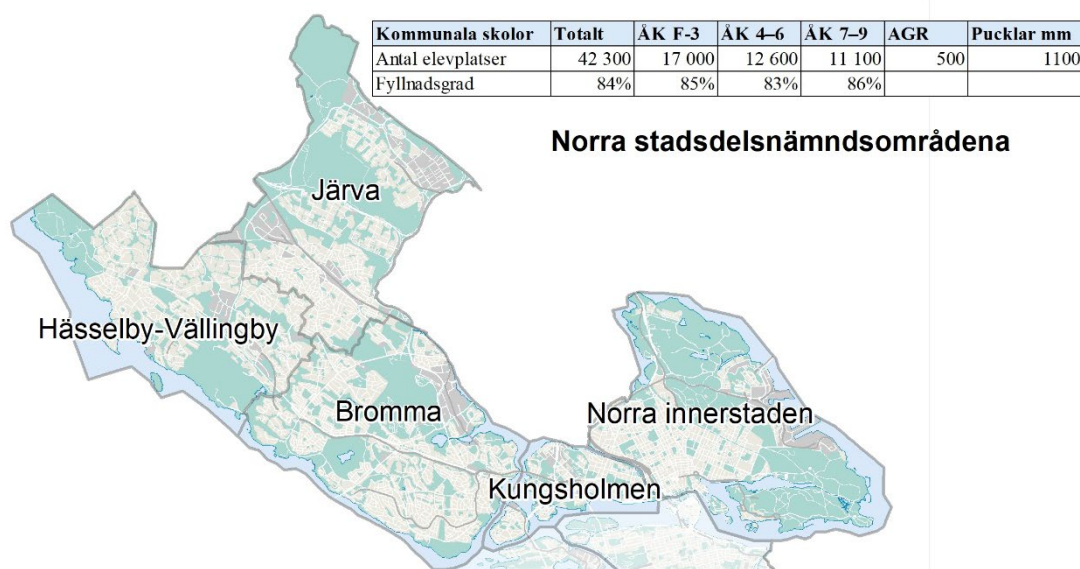 Kommunala skolor Totalt ÅK F-3 ÅK 4–6 ÅK 7–9 AGR Pucklar mm
Antal elevplatser 42 300 17 000 12 600 11 100 500 1100
Fyllnadsgrad 84% 85% 83% 86%
Norra stadsdelsnämndsområdena
Järva
Hässelby-Vällingby
Bromma
Norra innerstaden
Kungsholmen